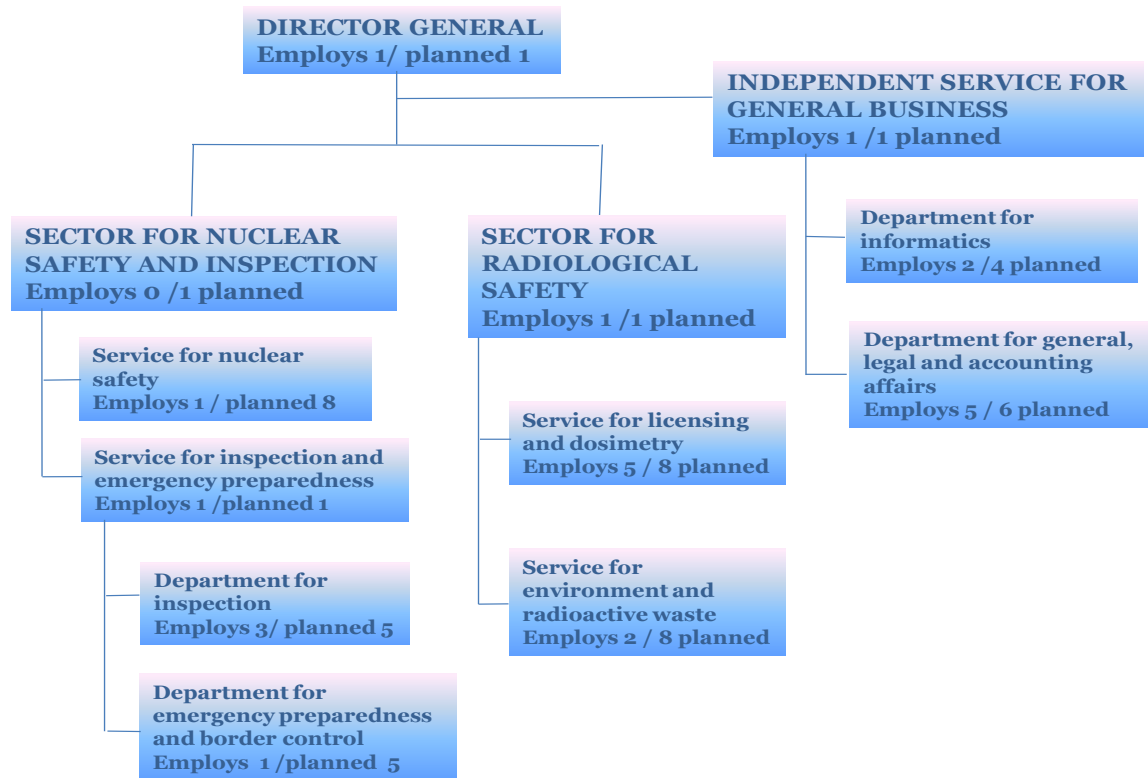 DIRECTOR GENERAL
Employs 1/ planned 1
INDEPENDENT SERVICE FOR
GENERAL BUSINESS
Employs 1 /1 planned
SECTOR FOR NUCLEAR
SAFETY AND INSPECTION
Employs 0 /1 planned
Service for nuclear
safety
Employs 1 / planned 8
Service for inspection and
emergency preparedness
Employs 1 /planned 1
Department for
inspection
Employs 3/ planned 5
Department for
emergency preparedness
and border control
Employs 1 /planned 5
SECTOR FOR
RADIOLOGICAL
SAFETY
Employs 1 /1 planned
Service for licensing
and dosimetry
Employs 5 / 8 planned
Service for
environment and
radioactive waste
Employs 2 / 8 planned
Department for
informatics
Employs 2 /4 planned
Department for general,
legal and accounting
affairs
Employs 5 / 6 planned